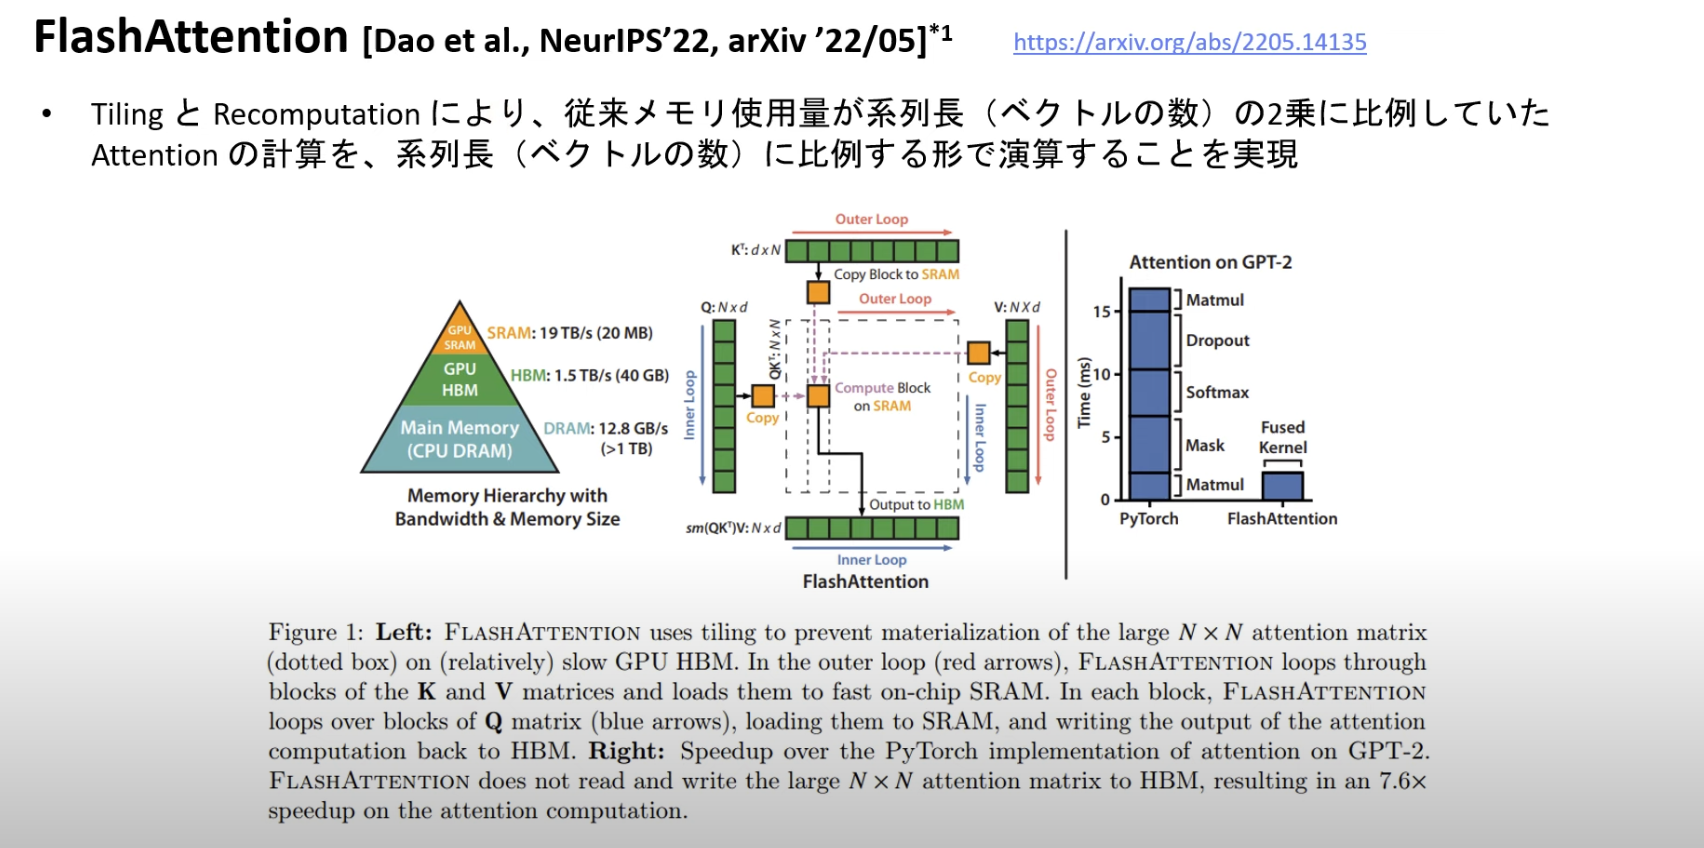 FlashAttention [Dao et al., NeurIPS’22, arXiv ’22/05]*1 https://arxiv.org/abs/2205.14135
• Tiling と Recomputation により、従来メモリ使用量が系列長（ベクトルの数）の2乗に比例していた
Attention の計算を、系列長（ベクトルの数）に比例する形で演算することを実現
GPU
SRAM
SRAM: 19 TB/s (20 MB)
GPU
HBM
HBM: 1.5 TB/s (40 GB)
Main Memory
(CPU DRAM)
DRAM: 12.8 GB/s
(>1 TB)
Memory Hierarchy with
Bandwidth & Memory Size
Outer Loop
Kᵀ: d x N
Copy Block to SRAM
Outer Loop
Q: N x d
V: N X d
QKᵀ: N x N
Inner Loop
Copy
Compute Block
on SRAM
Copy
Inner Loop
Outer Loop
Output to HBM
sm(QKᵀ)V: N x d
Inner Loop
FlashAttention
Attention on GPT-2
Time (ms)
15
10
5
0
Matmul
Dropout
Softmax
Mask
Matmul
Fused
Kernel
PyTorch
FlashAttention
Figure 1: Left: FLASHATTENTION uses tiling to prevent materialization of the large N × N attention matrix
(dotted box) on (relatively) slow GPU HBM. In the outer loop (red arrows), FLASHATTENTION loops through
blocks of the K and V matrices and loads them to fast on-chip SRAM. In each block, FLASHATTENTION
loops over blocks of Q matrix (blue arrows), loading them to SRAM, and writing the output of the attention
computation back to HBM. Right: Speedup over the PyTorch implementation of attention on GPT-2.
FLASHATTENTION does not read and write the large N × N attention matrix to HBM, resulting in an 7.6×
speedup on the attention computation.